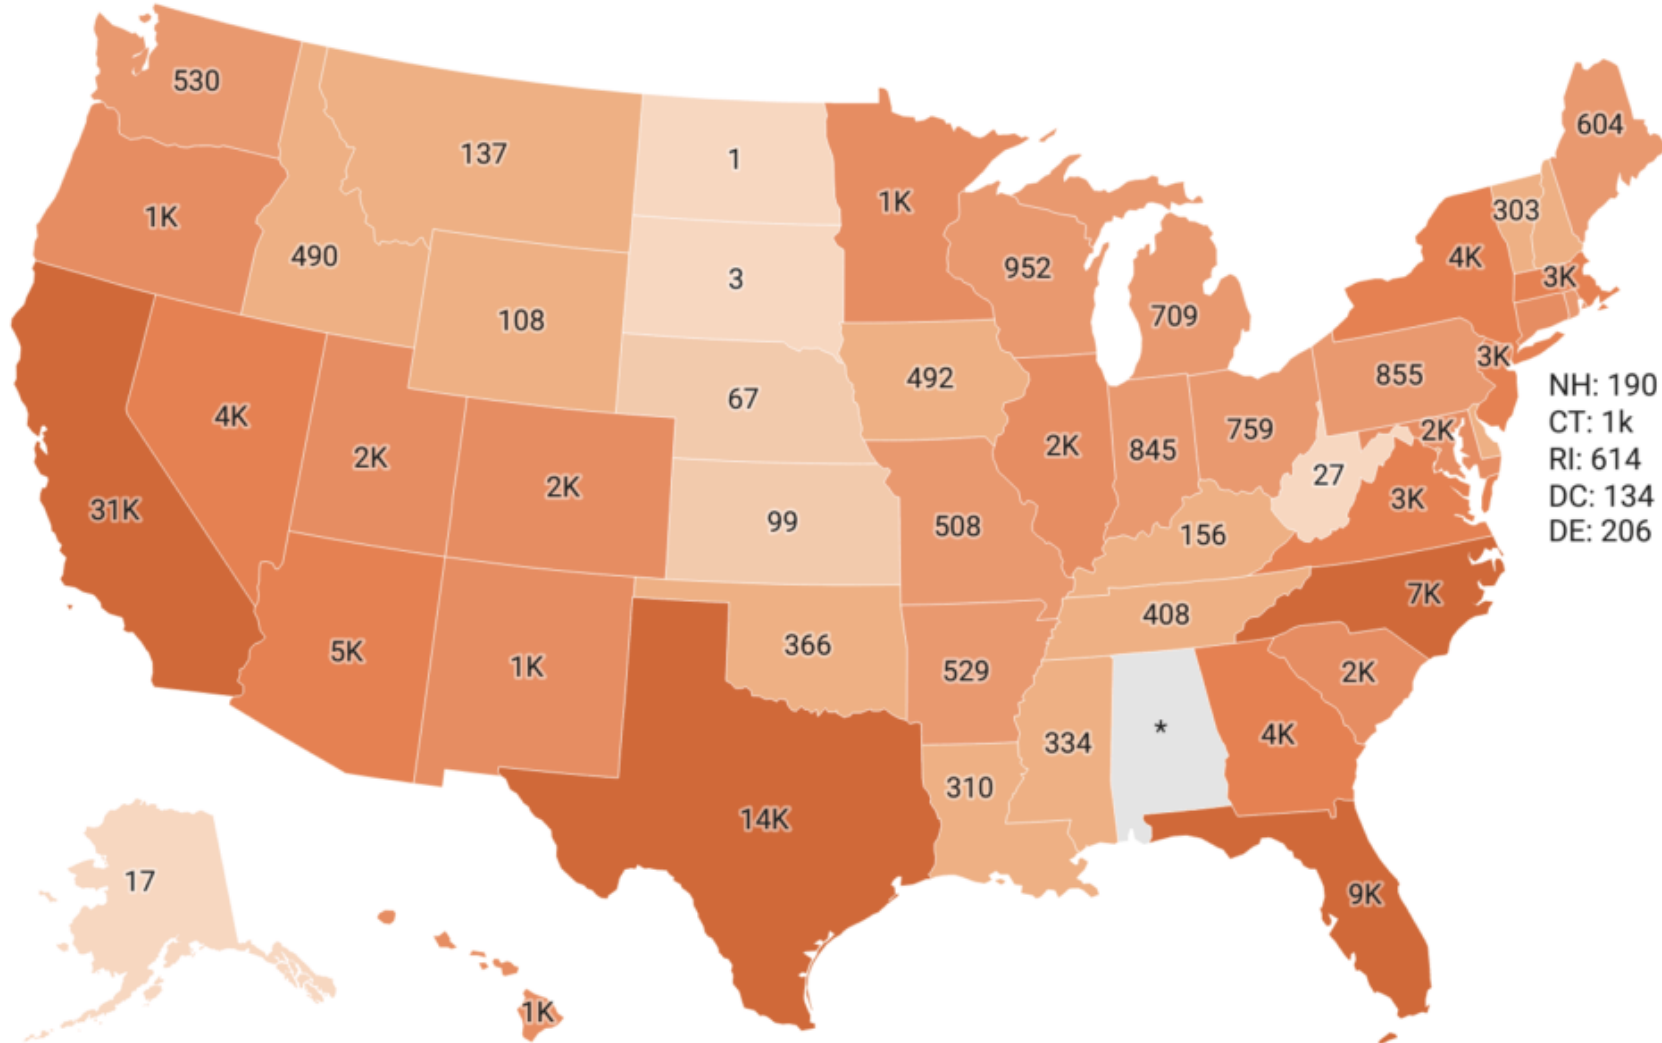 530
604
137
1
1K
303
1K
490
952
4K
3K
3
108
709
3K
492
855
67
NH: 190
4K
CT: 1k
2K
2K
2K
845
759
RI: 614
2K
27
DC: 134
31K
99
508
156
3K
DE: 206
7K
408
5K
1K
366
529
2K
334
*
4K
310
14K
17
9K
1K